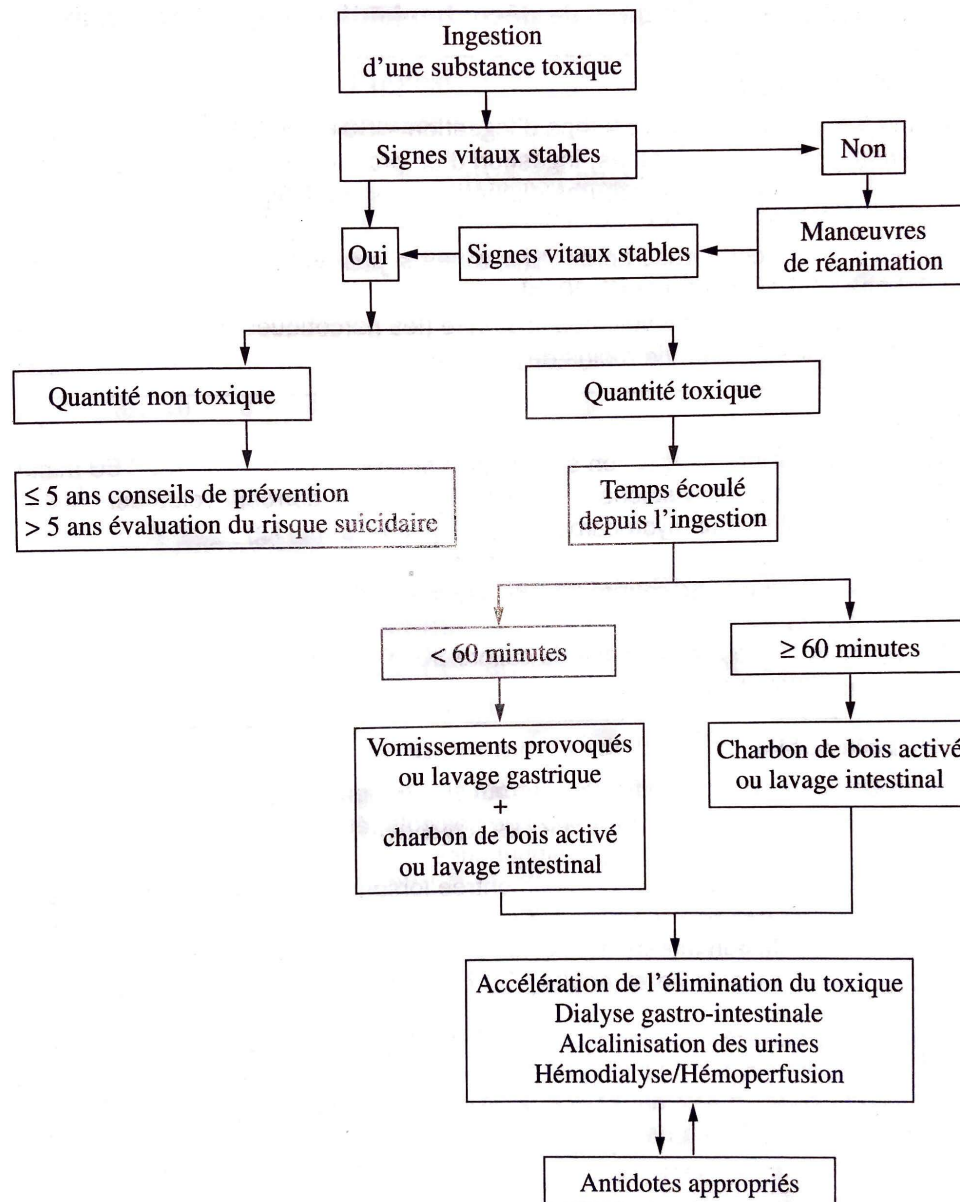 Ingestion
d'une substance toxique
Signes vitaux stables
Non
Oui
Signes vitaux stables
Manœuvres
de réanimation
Quantité non toxique
Quantité toxique
≤ 5 ans conseils de prévention
> 5 ans évaluation du risque suicidaire
Temps écoulé
depuis l'ingestion
< 60 minutes
≥ 60 minutes
Vomissements provoqués
ou lavage gastrique
+
charbon de bois activé
ou lavage intestinal
Charbon de bois activé
ou lavage intestinal
Accélération de l'élimination du toxique
Dialyse gastro-intestinale
Alcalinisation des urines
Hémodialyse/Hémoperfusion
Antidotes appropriés